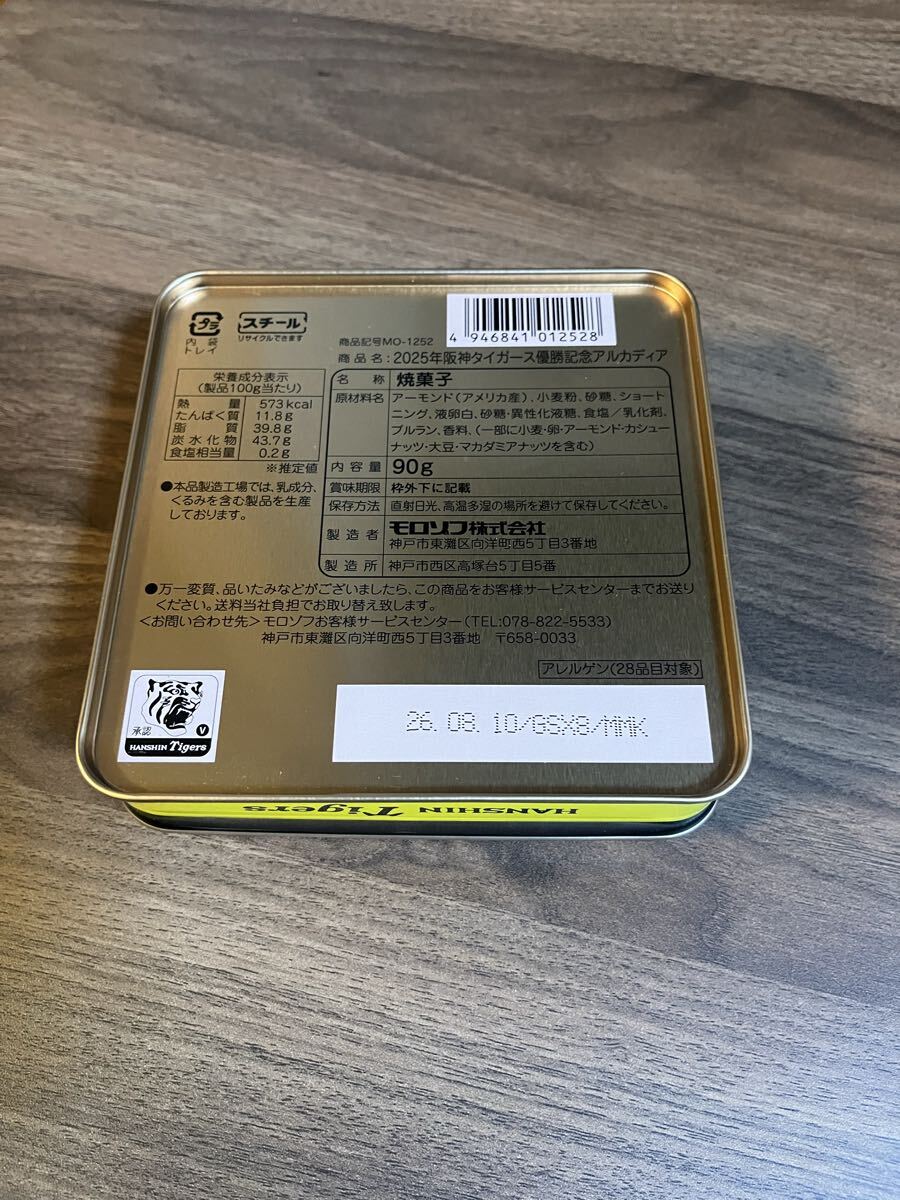 プラ
内袋
トレイ
スチール
リサイクルできます
4 946841 012528
商品記号MO-1252
商品名:2025年阪神タイガース優勝記念アルカディア
栄養成分表示
(製品100g当たり)
熱量 573kcal
たんぱく質 11.8g
脂質 39.8g
炭水化物 43.7g
食塩相当量 0.2g
※推定値
●本品製造工場では、乳成分、
くるみを含む製品を生産
しております。
名称 焼菓子
原材料名 アーモンド(アメリカ産)、小麦粉、砂糖、ショート
ニング、液卵白、砂糖・異性化液糖、食塩/乳化剤、
プルラン、香料、(一部に小麦・卵・アーモンド・カシュー
ナッツ・大豆・マカダミアナッツを含む)
内容量 90g
賞味期限 枠外下に記載
保存方法 直射日光、高温多湿の場所を避けて保存してください。
製造者 モロゾフ株式会社
神戸市東灘区向洋町西5丁目3番地
製造所 神戸市西区高塚台5丁目5番
●万一変質、品いたみなどがございましたら、この商品をお客様サービスセンターまでお送り
ください。送料当社負担でお取り替え致します。
<お問い合わせ先>モロゾフお客様サービスセンター(TEL:078-822-5533)
神戸市東灘区向洋町西5丁目3番地 〒658-0033
アレルゲン(28品目対象)
承認 V
HANSHIN Tigers
26.08.10/GSX8/MMK
HANSHIN Tigers